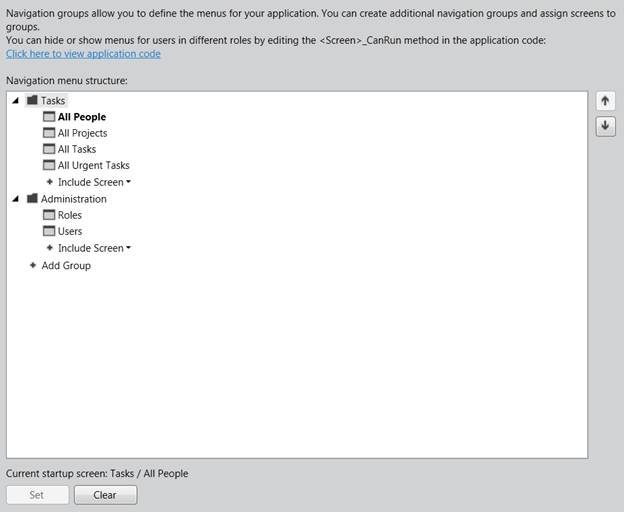 Navigation groups allow you to define the menus for your application. You can create additional navigation groups and assign screens to
groups.
You can hide or show menus for users in different roles by editing the <Screen>_CanRun method in the application code:
Click here to view application code
Navigation menu structure:
Tasks
All People
All Projects
All Tasks
All Urgent Tasks
Include Screen
Administration
Roles
Users
Include Screen
Add Group
Current startup screen: Tasks / All People
Set Clear